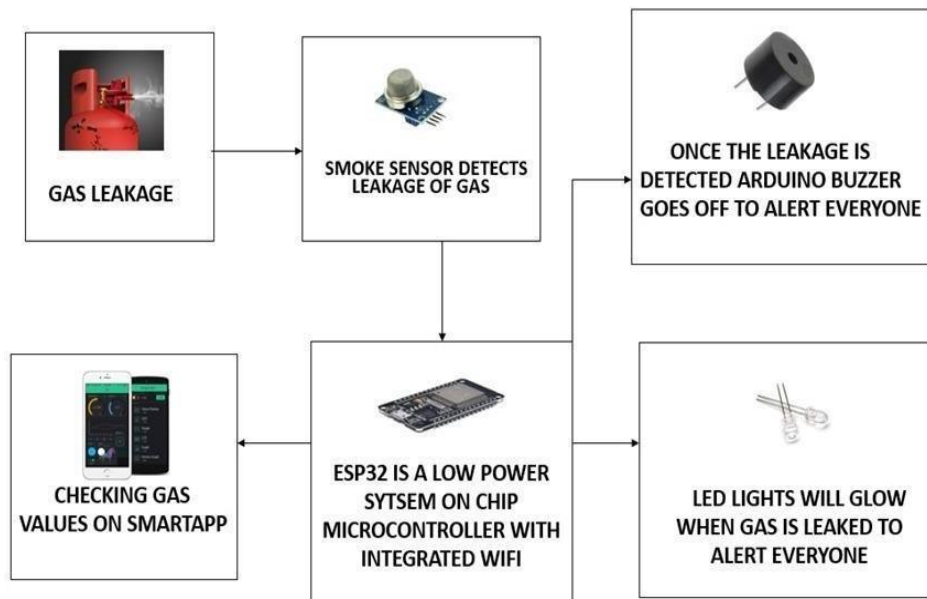 GAS LEAKAGE
SMOKE SENSOR DETECTS
LEAKAGE OF GAS
ONCE THE LEAKAGE IS
DETECTED ARDUINO BUZZER
GOES OFF TO ALERT EVERYONE
CHECKING GAS
VALUES ON SMARTAPP
ESP32 IS A LOW POWER
SYTSEM ON CHIP
MICROCONTROLLER WITH
INTEGRATED WIFI
LED LIGHTS WILL GLOW
WHEN GAS IS LEAKED TO
ALERT EVERYONE